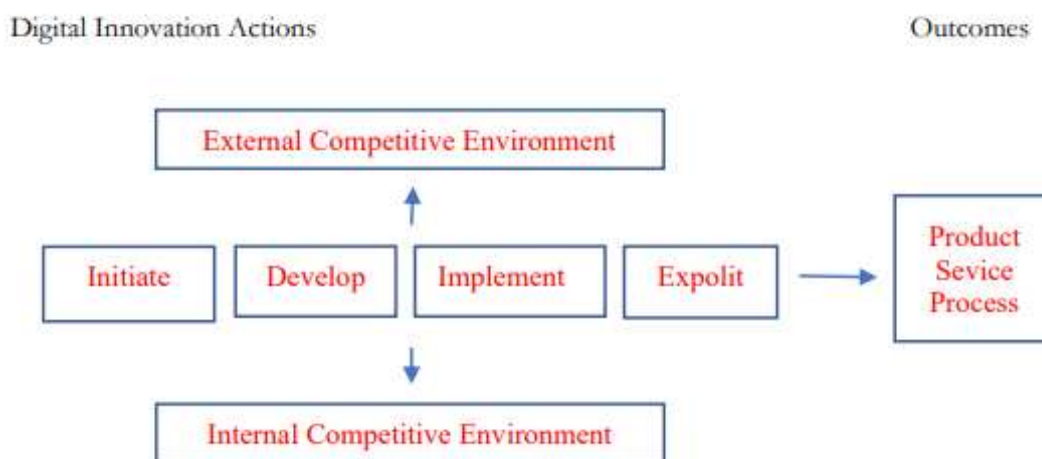 Digital Innovation Actions
Outcomes
External Competitive Environment
Initiate
Develop
Implement
Expolit
Product
Sevice
Process
Internal Competitive Environment